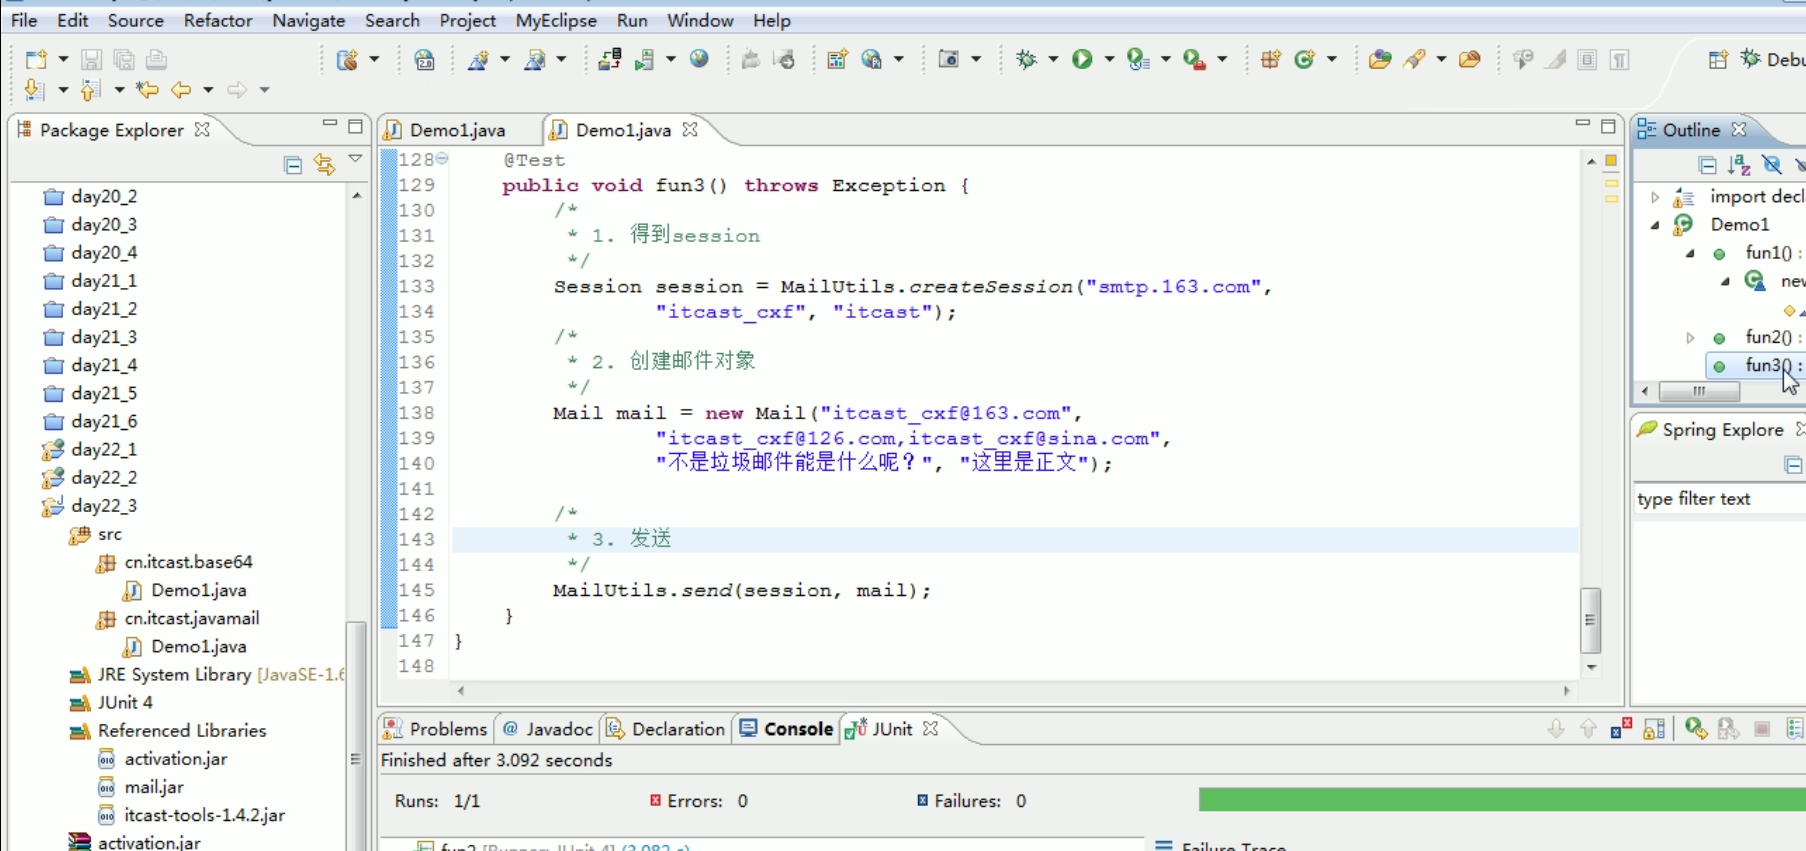 File Edit Source Refactor Navigate Search Project MyEclipse Run Window Help
Package Explorer
day20_2
day20_3
day20_4
day21_1
day21_2
day21_3
day21_4
day21_5
day21_6
day22_1
day22_2
day22_3
src
cn.itcast.base64
Demo1.java
cn.itcast.javamail
Demo1.java
JRE System Library [JavaSE-1.6
JUnit 4
Referenced Libraries
activation.jar
mail.jar
itcast-tools-1.4.2.jar
activation.jar
Demo1.java Demo1.java
128 @Test
129 public void fun3() throws Exception {
130 /*
131 * 1. 得到session
132 */
133 Session session = MailUtils.createSession("smtp.163.com",
134 "itcast_cxf", "itcast");
135 /*
136 * 2. 创建邮件对象
137 */
138 Mail mail = new Mail("itcast_cxf@163.com",
139 "itcast_cxf@126.com,itcast_cxf@sina.com",
140 "不是垃圾邮件能是什么呢？", "这里是正文");
141
142 /*
143 * 3. 发送
144 */
145 MailUtils.send(session, mail);
146 }
147 }
148
Problems @ Javadoc Declaration Console JUnit
Finished after 3.092 seconds
Runs: 1/1 Errors: 0 Failures: 0
fun2 [Runner: JUnit 4] (3.082 s)
Failure Trace
Debu
Outline
import decl
Demo1
fun1() :
new
fun2() :
fun3() :
Spring Explore
type filter text